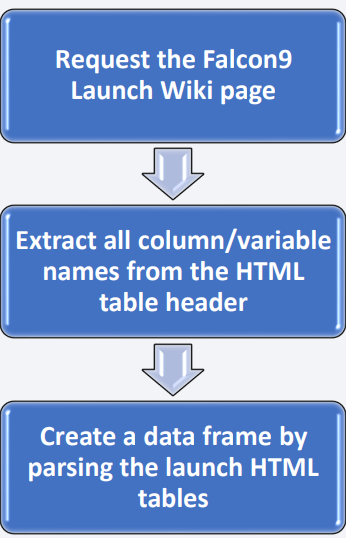 Request the Falcon9
Launch Wiki page
Extract all column/variable
names from the HTML
table header
Create a data frame by
parsing the launch HTML
tables